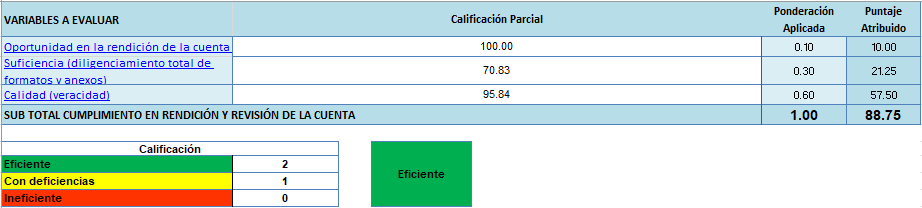 VARIABLES A EVALUAR Calificación Parcial Ponderación Aplicada Puntaje Atribuido
Oportunidad en la rendición de la cuenta 100.00 0.10 10.00
Suficiencia (diligenciamiento total de
formatos y anexos) 70.83 0.30 21.25
Calidad (veracidad) 95.84 0.60 57.50
SUB TOTAL CUMPLIMIENTO EN RENDICIÓN Y REVISIÓN DE LA CUENTA 1.00 88.75
Calificación
Eficiente 2
Con deficiencias 1
Ineficiente 0
Eficiente